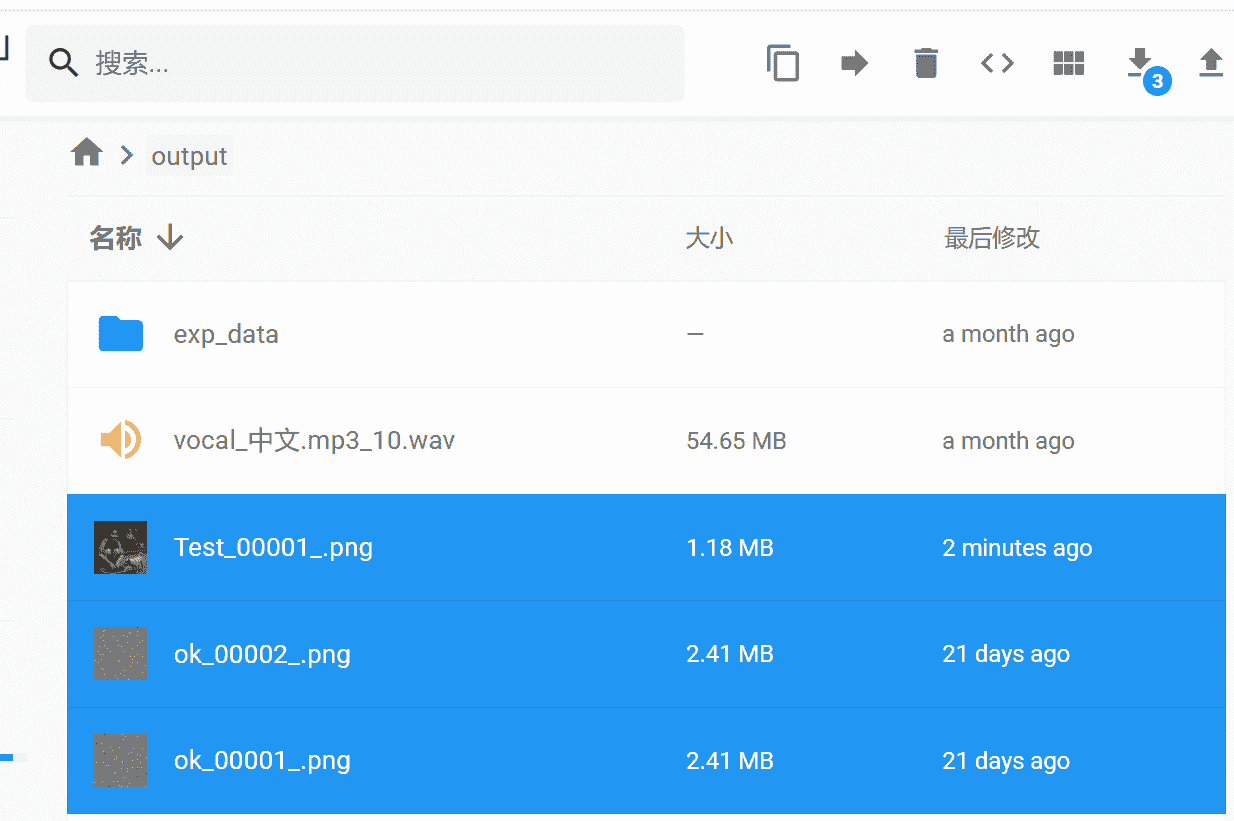 搜索...
3
output
名称 大小 最后修改
exp_data — a month ago
vocal_中文.mp3_10.wav 54.65 MB a month ago
Test_00001_.png 1.18 MB 2 minutes ago
ok_00002_.png 2.41 MB 21 days ago
ok_00001_.png 2.41 MB 21 days ago